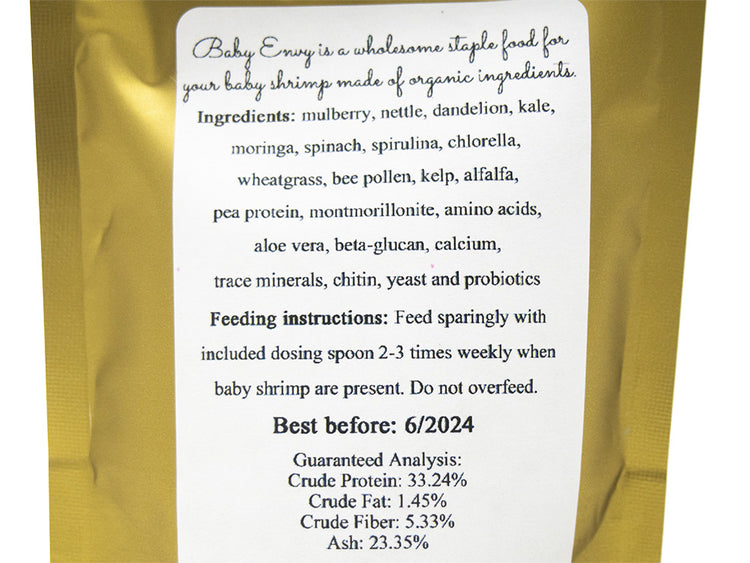 Baby Envy is a wholesome staple food for
your baby shrimp made of organic ingredients.
Ingredients: mulberry, nettle, dandelion, kale,
moringa, spinach, spirulina, chlorella,
wheatgrass, bee pollen, kelp, alfalfa,
pea protein, montmorillonite, amino acids,
aloe vera, beta-glucan, calcium,
trace minerals, chitin, yeast and probiotics
Feeding instructions: Feed sparingly with
included dosing spoon 2-3 times weekly when
baby shrimp are present. Do not overfeed.
Best before: 6/2024
Guaranteed Analysis:
Crude Protein: 33.24%
Crude Fat: 1.45%
Crude Fiber: 5.33%
Ash: 23.35%